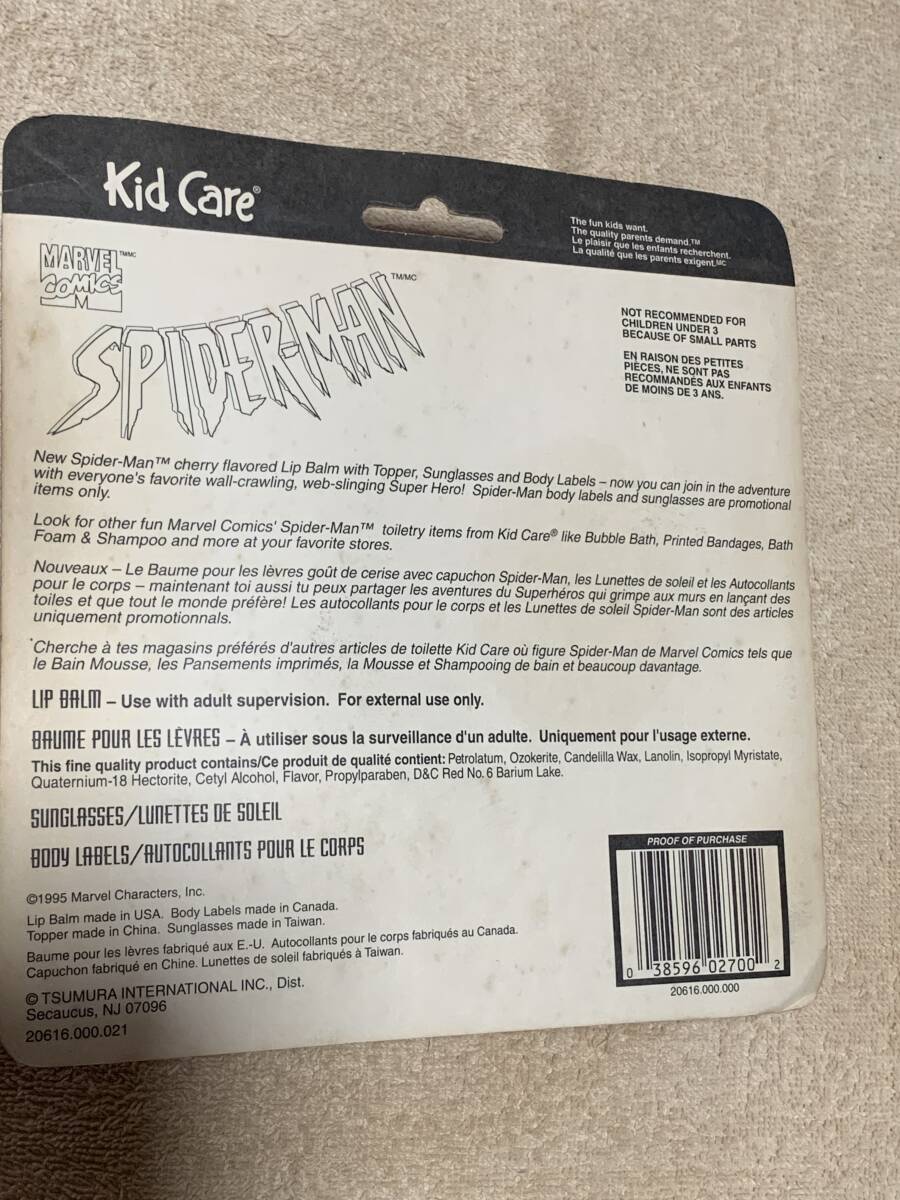 Kid Care®
The fun kids want.
The quality parents demand.™
Le plaisir que les enfants recherchent.
La qualité que les parents exigent.MC
MARVEL TM/MC
COMICS
M
SPIDER-MAN TM/MC
NOT RECOMMENDED FOR
CHILDREN UNDER 3
BECAUSE OF SMALL PARTS
EN RAISON DES PETITES
PIÈCES, NE SONT PAS
RECOMMANDÉS AUX ENFANTS
DE MOINS DE 3 ANS.
New Spider-Man™ cherry flavored Lip Balm with Topper, Sunglasses and Body Labels – now you can join in the adventure
with everyone's favorite wall-crawling, web-slinging Super Hero! Spider-Man body labels and sunglasses are promotional
items only.
Look for other fun Marvel Comics' Spider-Man™ toiletry items from Kid Care® like Bubble Bath, Printed Bandages, Bath
Foam & Shampoo and more at your favorite stores.
Nouveaux – Le Baume pour les lèvres goût de cerise avec capuchon Spider-Man, les Lunettes de soleil et les Autocollants
pour le corps – maintenant toi aussi tu peux partager les aventures du Superhéros qui grimpe aux murs en lançant des
toiles et que tout le monde préfère! Les autocollants pour le corps et les Lunettes de soleil Spider-Man sont des articles
uniquement promotionnals.
*Cherche à tes magasins préférés d'autres articles de toilette Kid Care où figure Spider-Man de Marvel Comics tels que
le Bain Mousse, les Pansements imprimés, la Mousse et Shampooing de bain et beaucoup davantage.
LIP BALM – Use with adult supervision. For external use only.
BAUME POUR LES LÈVRES – À utiliser sous la surveillance d'un adulte. Uniquement pour l'usage externe.
This fine quality product contains/Ce produit de qualité contient: Petrolatum, Ozokerite, Candelilla Wax, Lanolin, Isopropyl Myristate,
Quaternium-18 Hectorite, Cetyl Alcohol, Flavor, Propylparaben, D&C Red No. 6 Barium Lake.
SUNGLASSES/LUNETTES DE SOLEIL
BODY LABELS/AUTOCOLLANTS POUR LE CORPS
©1995 Marvel Characters, Inc.
Lip Balm made in USA. Body Labels made in Canada.
Topper made in China. Sunglasses made in Taiwan.
Baume pour les lèvres fabriqué aux E.-U. Autocollants pour le corps fabriqués au Canada.
Capuchon fabriqué en Chine. Lunettes de soleil fabriqués à Taiwan.
© TSUMURA INTERNATIONAL INC., Dist.
Secaucus, NJ 07096
20616.000.021
PROOF OF PURCHASE
0 38596 02700 2
20616.000.000